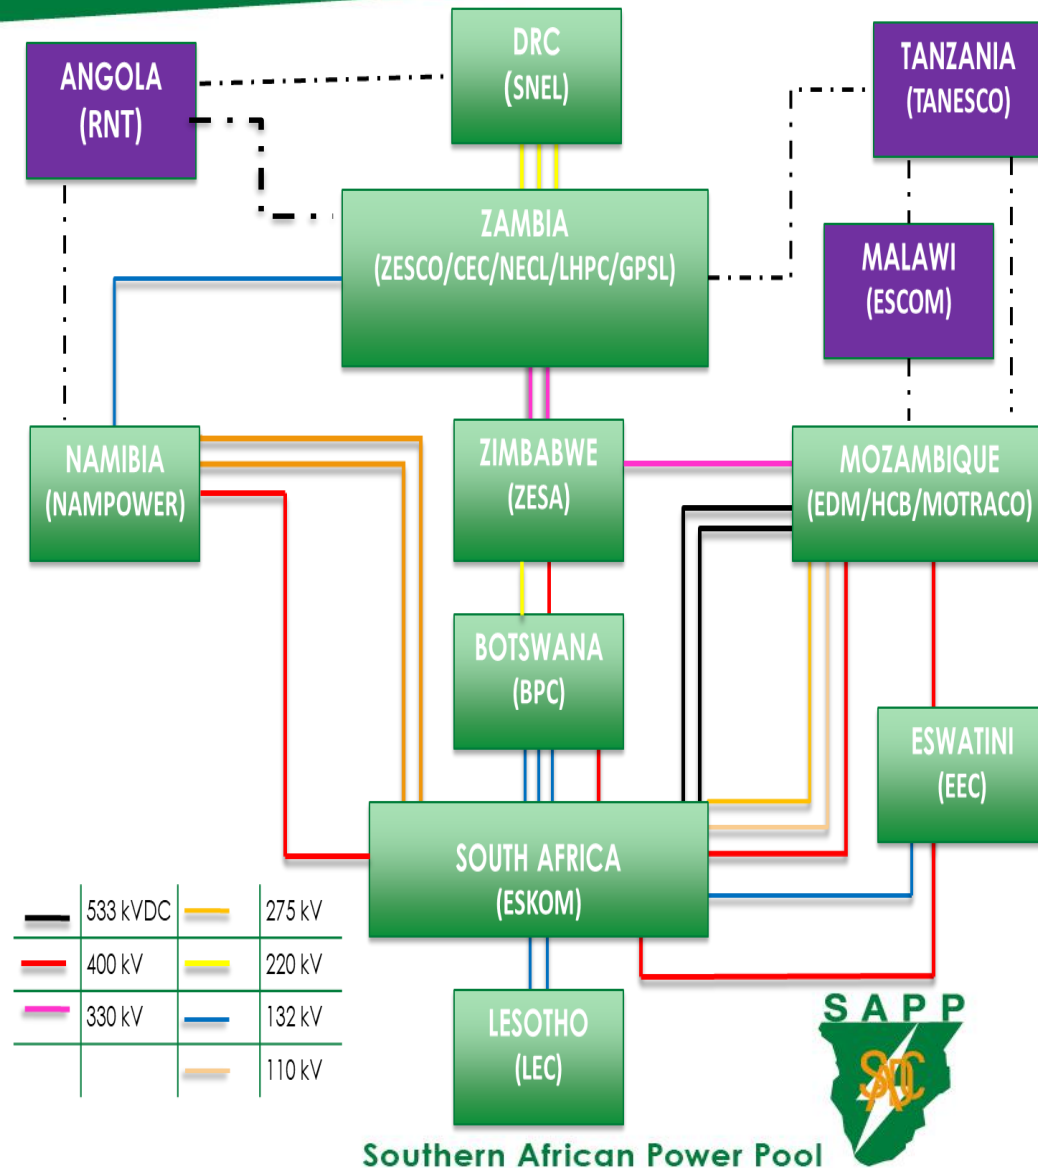 ANGOLA
(RNT)
DRC
(SNEL)
TANZANIA
(TANESCO)
ZAMBIA
(ZESCO/CEC/NECL/LHPC/GPSL)
MALAWI
(ESCOM)
NAMIBIA
(NAMPOWER)
ZIMBABWE
(ZESA)
MOZAMBIQUE
(EDM/HCB/MOTRACO)
BOTSWANA
(BPC)
ESWATINI
(EEC)
SOUTH AFRICA
(ESKOM)
533 kVDC 275 kV
400 kV 220 kV
330 kV 132 kV
110 kV
LESOTHO
(LEC)
SAPP
SADC
Southern African Power Pool